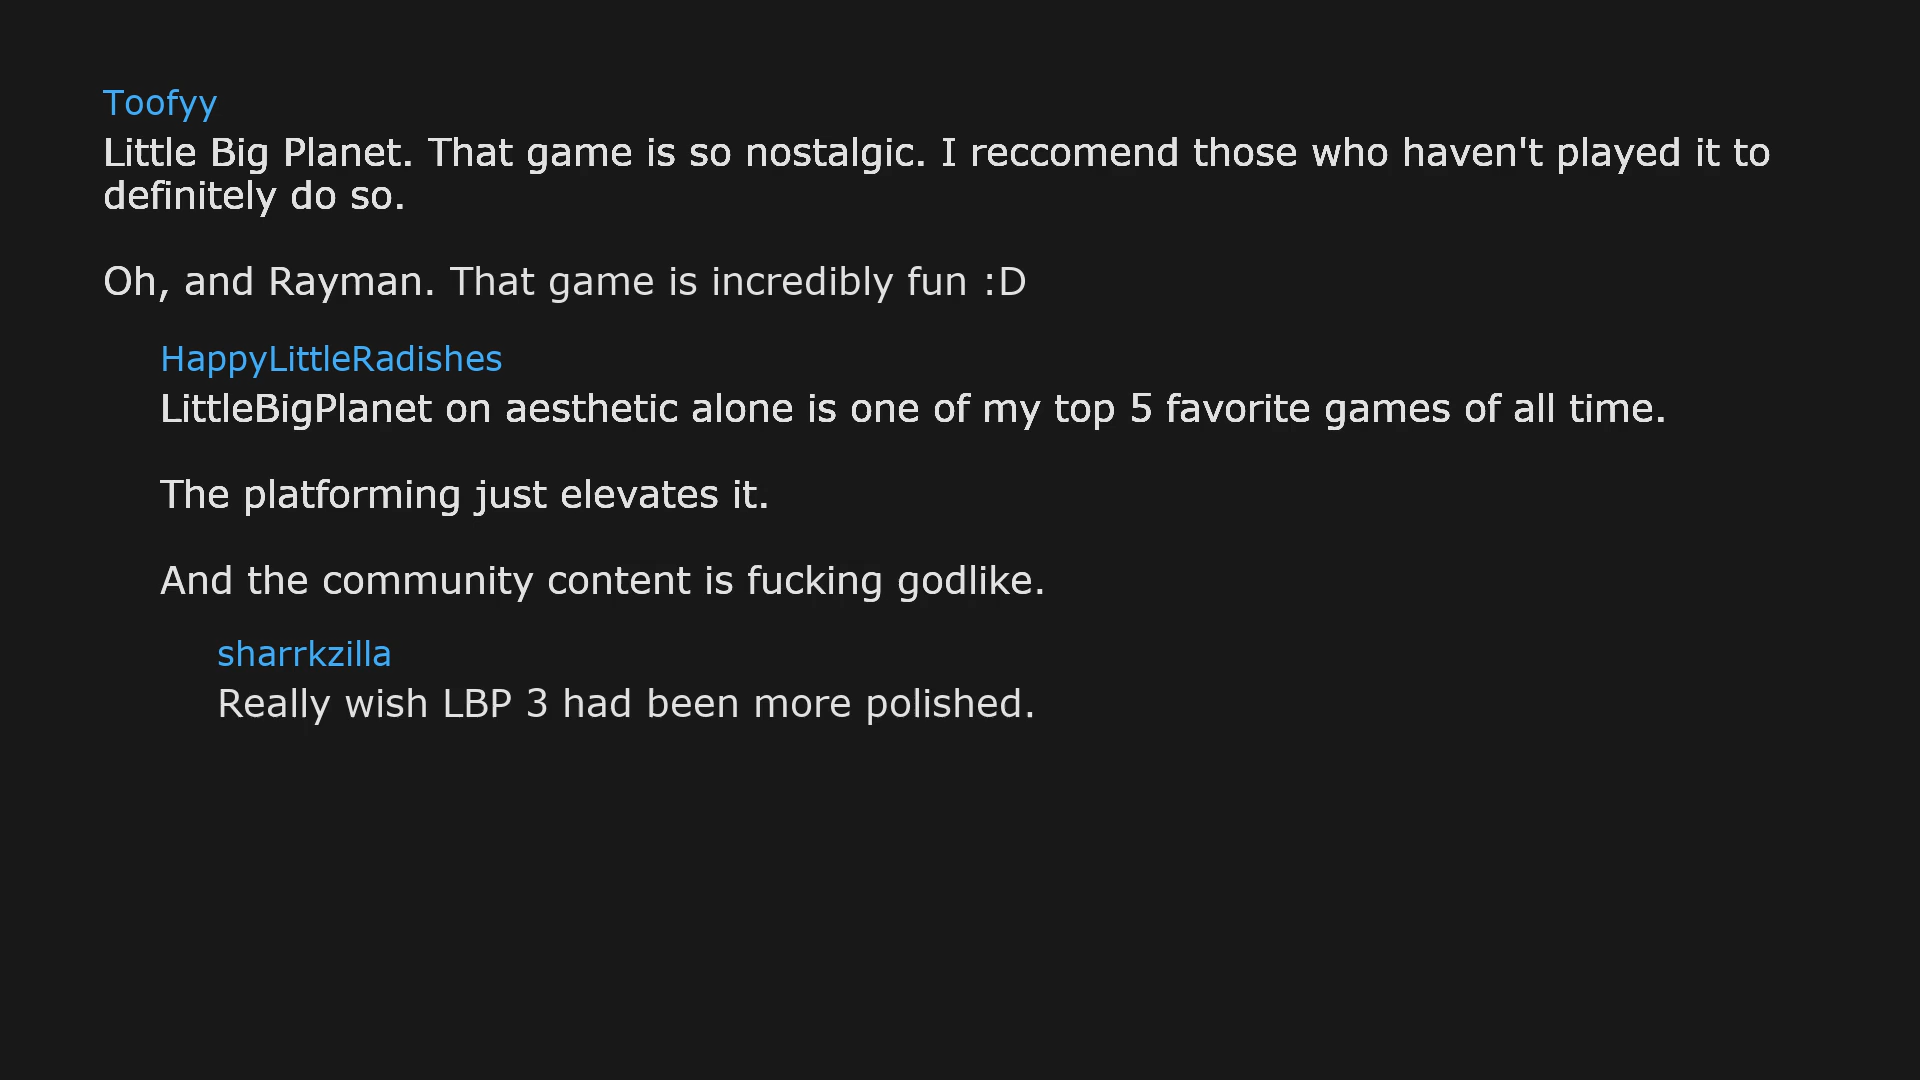 Toofyy
Little Big Planet. That game is so nostalgic. I reccomend those who haven't played it to
definitely do so.
Oh, and Rayman. That game is incredibly fun :D
HappyLittleRadishes
LittleBigPlanet on aesthetic alone is one of my top 5 favorite games of all time.
The platforming just elevates it.
And the community content is fucking godlike.
sharrkzilla
Really wish LBP 3 had been more polished.